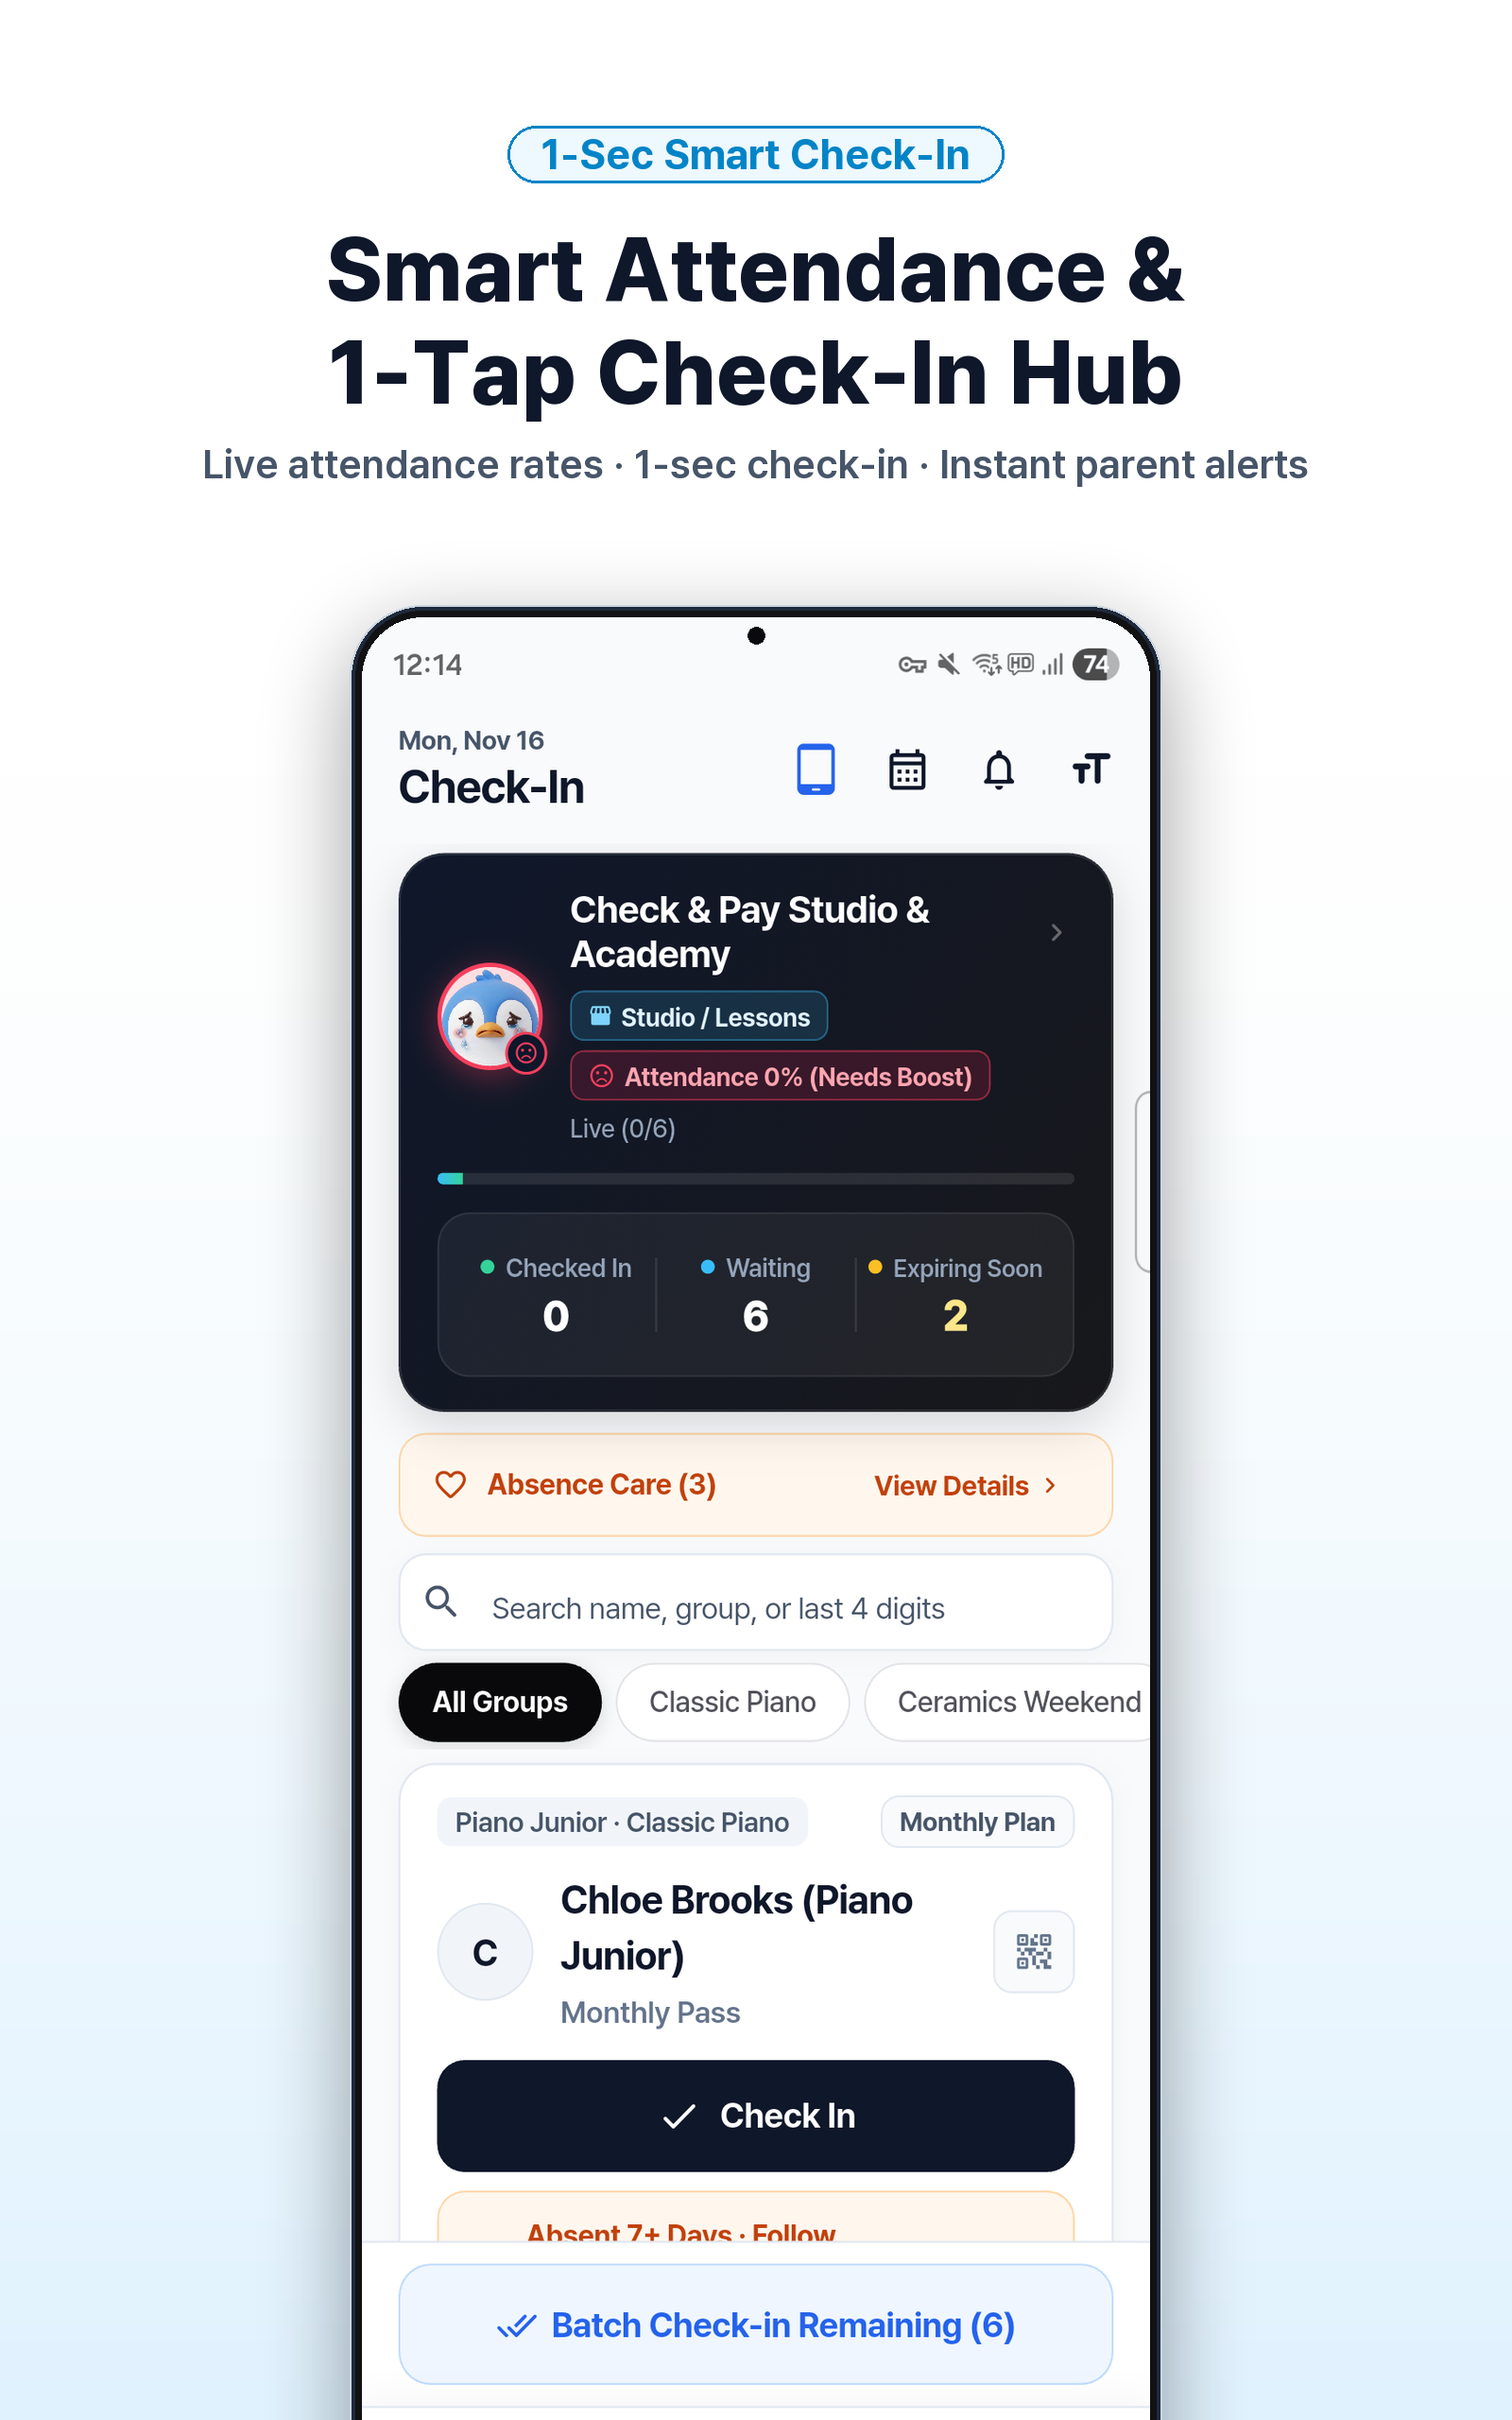 1-Sec Smart Check-In
Smart Attendance &
1-Tap Check-In Hub
Live attendance rates · 1-sec check-in · Instant parent alerts
12:14
5
HD
74
Mon, Nov 16
Check-In
Check & Pay Studio &
Academy
Studio / Lessons
Attendance 0% (Needs Boost)
Live (0/6)
Checked In
Waiting
Expiring Soon
0
6
2
Absence Care (3)
View Details
Search name, group, or last 4 digits
All Groups
Classic Piano
Ceramics Weekend
Piano Junior · Classic Piano
Monthly Plan
C
Chloe Brooks (Piano
Junior)
Monthly Pass
Check In
Absent 7+ Days · Follow
Batch Check-in Remaining (6)